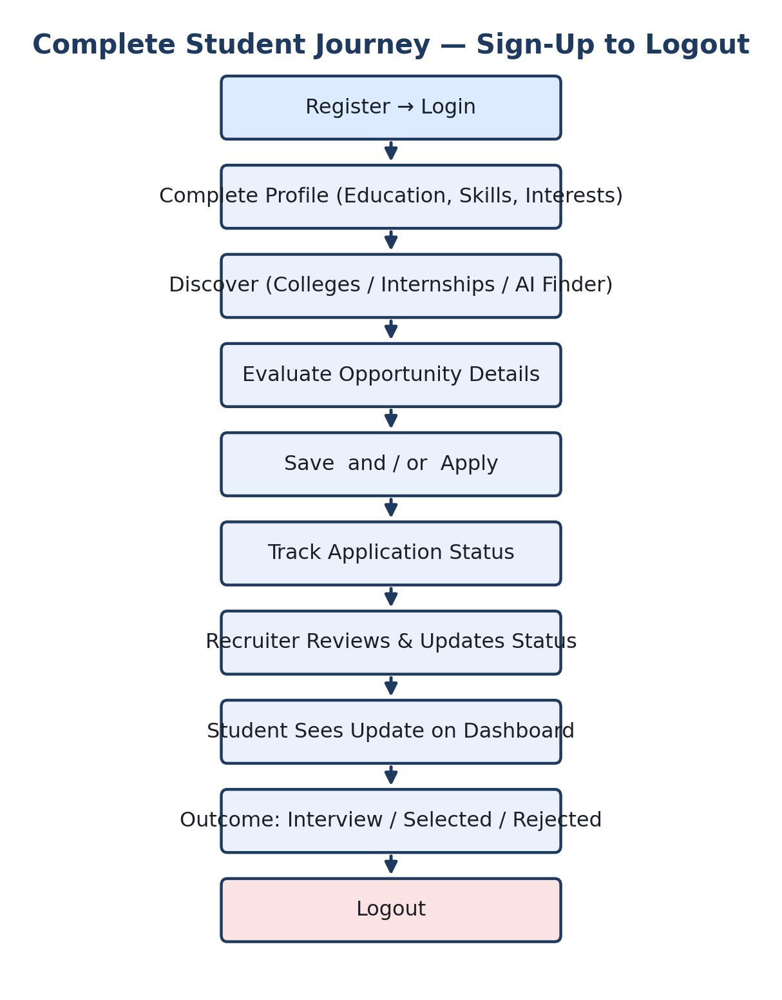 Complete Student Journey — Sign-Up to Logout
Register → Login
Complete Profile (Education, Skills, Interests)
Discover (Colleges / Internships / AI Finder)
Evaluate Opportunity Details
Save  and / or  Apply
Track Application Status
Recruiter Reviews & Updates Status
Student Sees Update on Dashboard
Outcome: Interview / Selected / Rejected
Logout